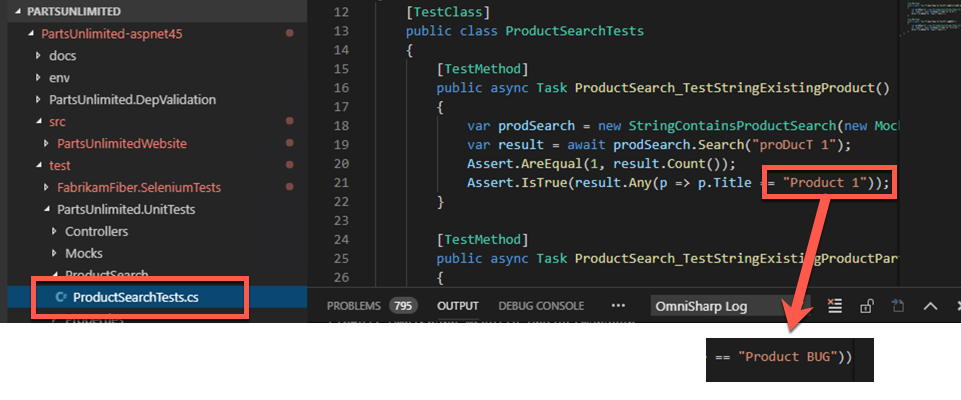 PARTSUNLIMITED
PartsUnlimited-aspnet45
docs
env
PartsUnlimited.DepValidation
src
PartsUnlimitedWebsite
test
FabrikamFiber.SeleniumTests
PartsUnlimited.UnitTests
Controllers
Mocks
ProductSearch
C# ProductSearchTests.cs
Properties
12 [TestClass]
13 public class ProductSearchTests
14 {
15 [TestMethod]
16 public async Task ProductSearch_TestStringExistingProduct()
17 {
18 var prodSearch = new StringContainsProductSearch(new Mock
19 var result = await prodSearch.Search("proDucT 1");
20 Assert.AreEqual(1, result.Count());
21 Assert.IsTrue(result.Any(p => p.Title == "Product 1"));
22 }
23
24 [TestMethod]
25 public async Task ProductSearch_TestStringExistingProductPar
26 {
PROBLEMS 795 OUTPUT DEBUG CONSOLE ••• OmniSharp Log
== "Product BUG"))